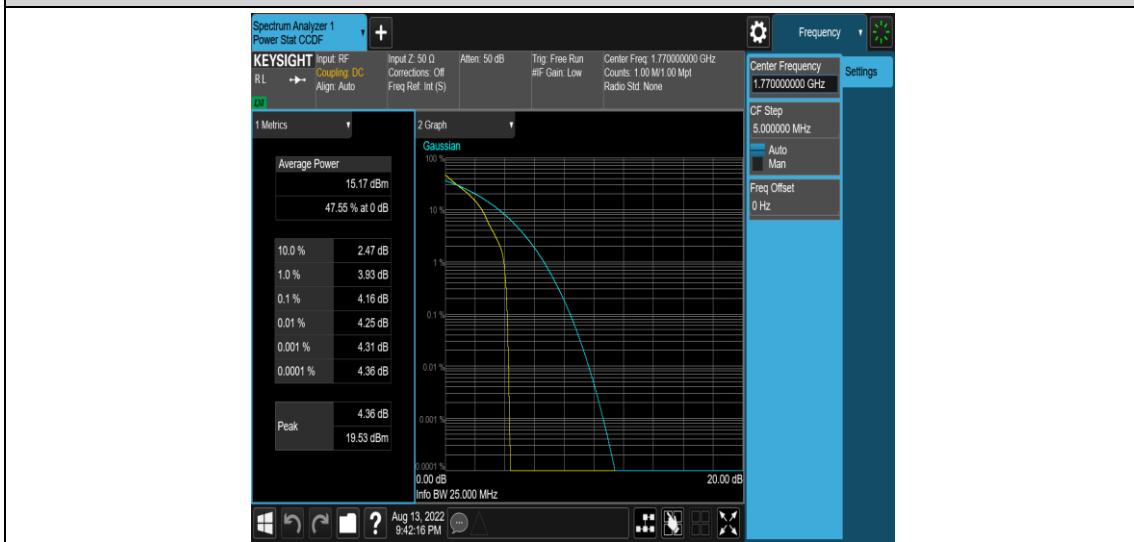 Spectrum Analyzer 1
Power Stat CCDF
+
Frequency
KEYSIGHT
RL
LXI
Input: RF
Coupling: DC
Align: Auto
Input Z: 50 Ω
Corrections: Off
Freq Ref: Int (S)
Atten: 50 dB
Trig: Free Run
#IF Gain: Low
Center Freq: 1.770000000 GHz
Counts: 1.00 M/1.00 Mpt
Radio Std: None
Center Frequency
1.770000000 GHz
Settings
CF Step
5.000000 MHz
Auto
Man
Freq Offset
0 Hz
1 Metrics
Average Power
15.17 dBm
47.55 % at 0 dB
10.0 % 2.47 dB
1.0 % 3.93 dB
0.1 % 4.16 dB
0.01 % 4.25 dB
0.001 % 4.31 dB
0.0001 % 4.36 dB
Peak
4.36 dB
19.53 dBm
2 Graph
Gaussian
100 %
10 %
1 %
0.1 %
0.01 %
0.001 %
0.0001 %
0.00 dB 20.00 dB
Info BW 25.000 MHz
?
Aug 13, 2022
9:42:16 PM